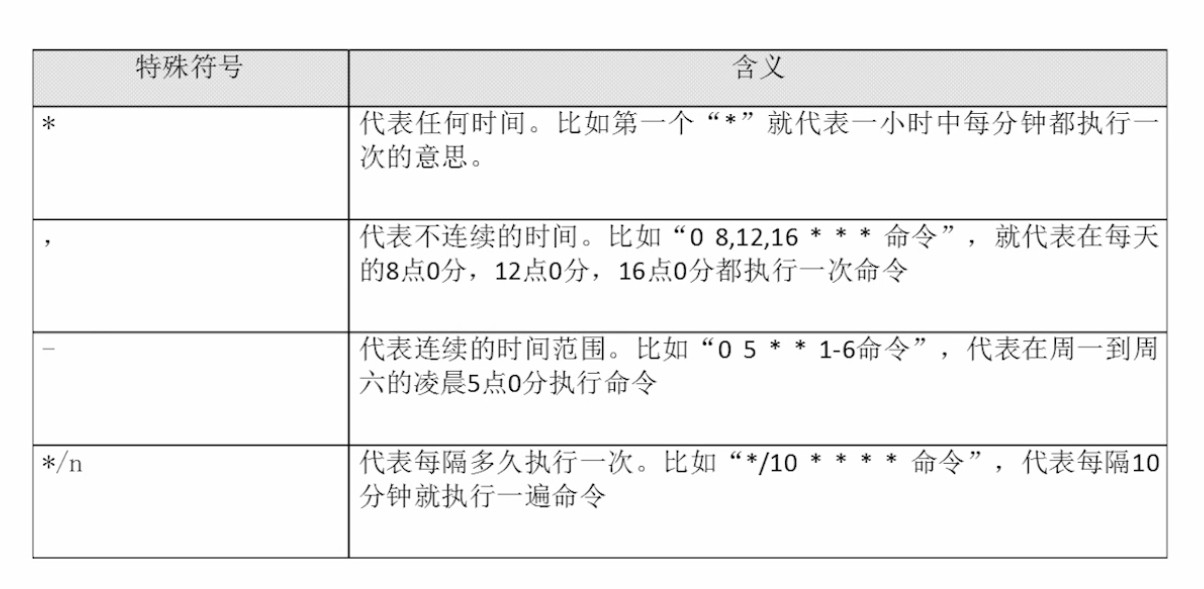 特殊符号 含义
* 代表任何时间。比如第一个“*”就代表一小时中每分钟都执行一
次的意思。
, 代表不连续的时间。比如“0 8,12,16 * * * 命令”，就代表在每天
的8点0分，12点0分，16点0分都执行一次命令
- 代表连续的时间范围。比如“0 5 * * 1-6命令”，代表在周一到周
六的凌晨5点0分执行命令
*/n 代表每隔多久执行一次。比如“*/10 * * * * 命令”，代表每隔10
分钟就执行一遍命令